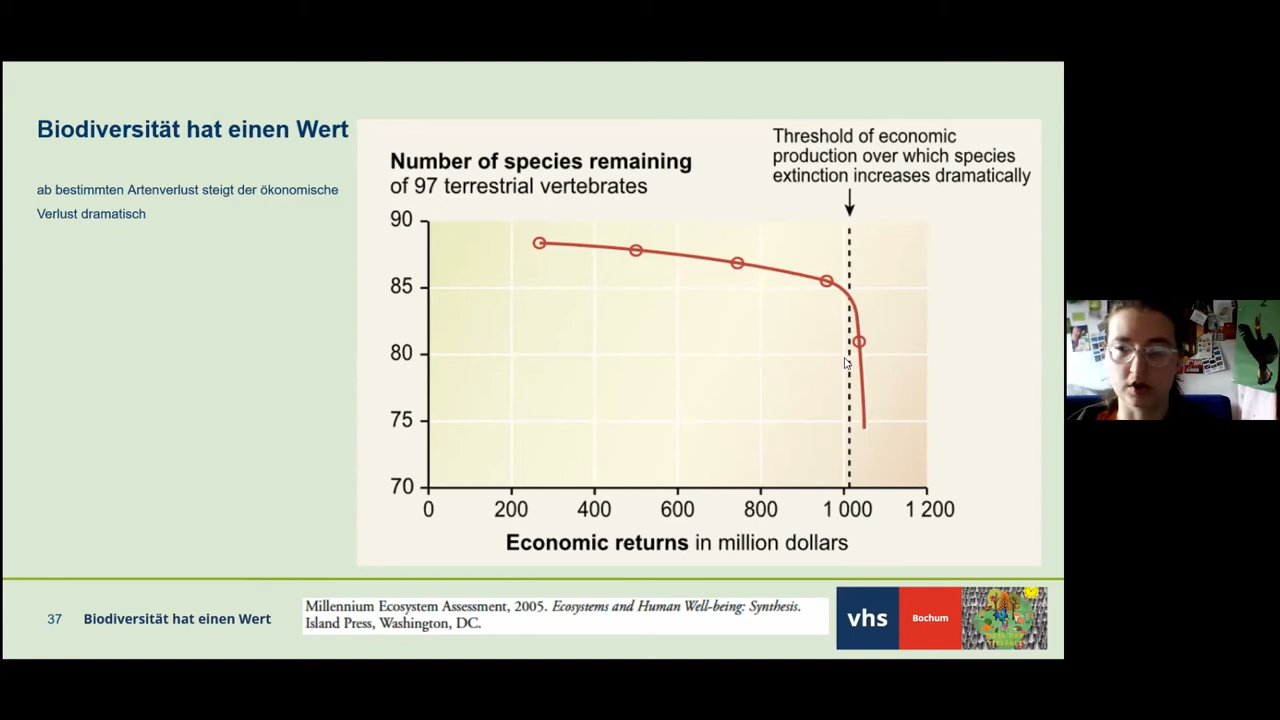 Biodiversität hat einen Wert
ab bestimmten Artenverlust steigt der ökonomische
Verlust dramatisch
Threshold of economic
production over which species
extinction increases dramatically
Number of species remaining
of 97 terrestrial vertebrates
90
85
80
75
70
0 200 400 600 800 1 000 1 200
Economic returns in million dollars
37 Biodiversität hat einen Wert
Millennium Ecosystem Assessment, 2005. Ecosystems and Human Well-being: Synthesis.
Island Press, Washington, DC.
vhs
Bochum